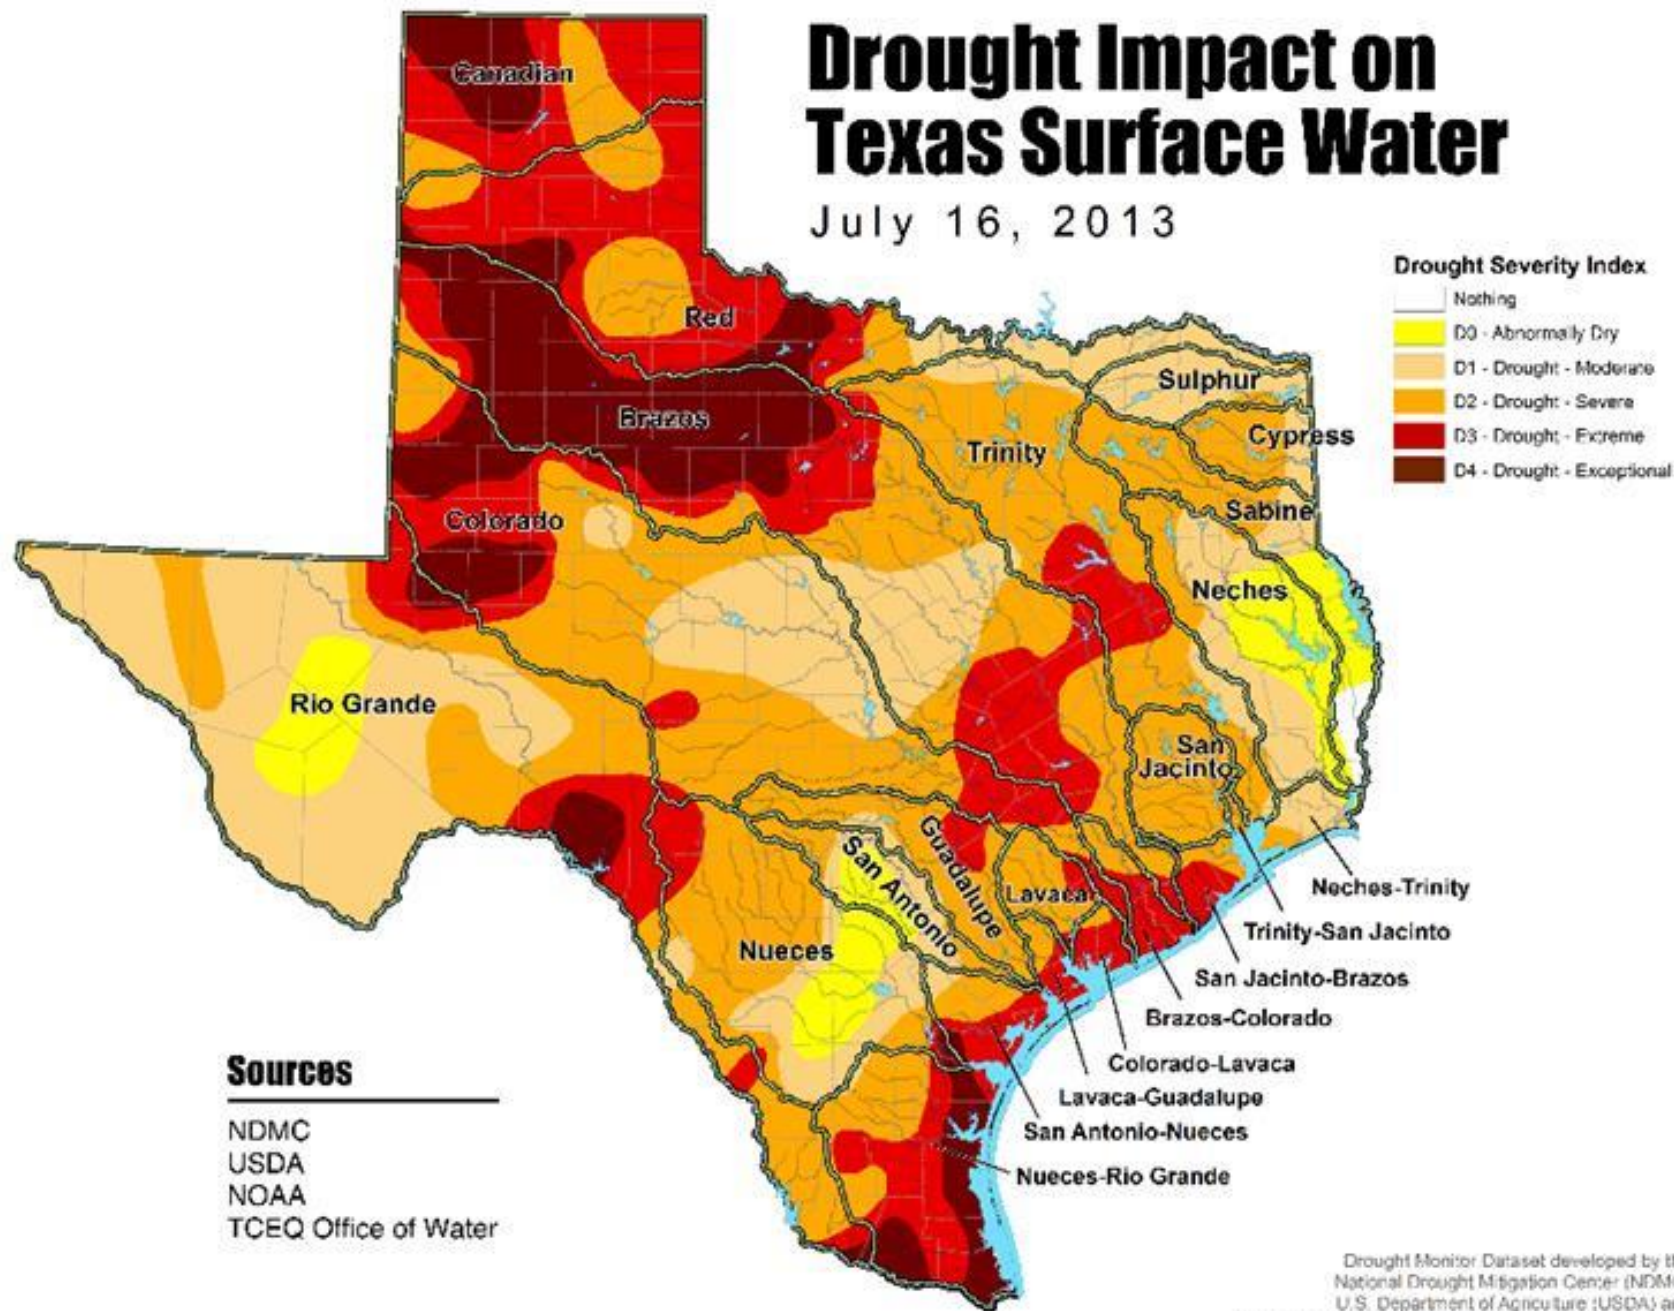 Drought Impact on
Texas Surface Water
July 16, 2013
Drought Severity Index
Nothing
D0 - Abnormally Dry
D1 - Drought - Moderate
D2 - Drought - Severe
D3 - Drought - Extreme
D4 - Drought - Exceptional
Canadian
Red
Brazos
Sulphur
Cypress
Trinity
Sabine
Colorado
Neches
Rio Grande
San
Jacinto
Guadalupe
San Antonio
Lavaca
Nueces
Neches-Trinity
Trinity-San Jacinto
San Jacinto-Brazos
Brazos-Colorado
Colorado-Lavaca
Lavaca-Guadalupe
San Antonio-Nueces
Nueces-Rio Grande
Sources
NDMC
USDA
NOAA
TCEQ Office of Water
Drought Monitor Dataset developed by
National Drought Mitigation Center (NDM
U.S. Department of Agriculture (USDA)